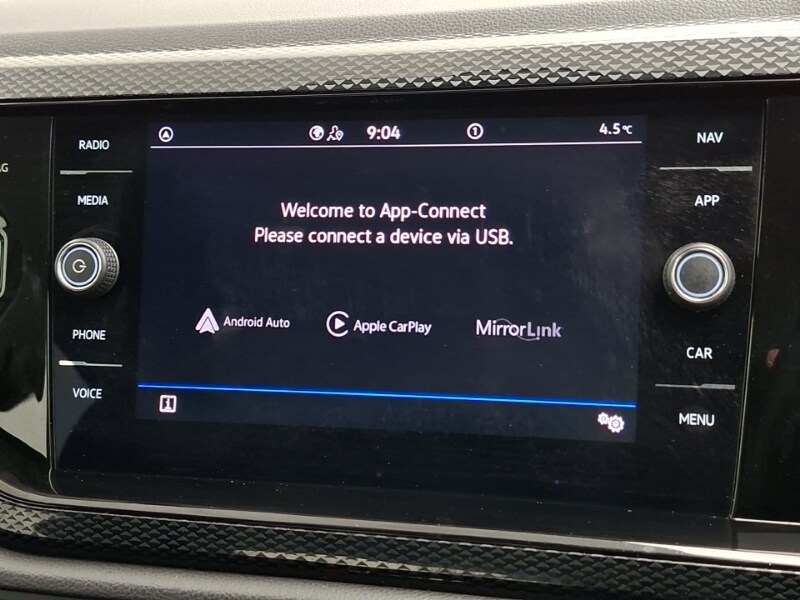 9:04
1
4.5°C
RADIO
MEDIA
PHONE
VOICE
Welcome to App-Connect
Please connect a device via USB.
Android Auto
Apple CarPlay
MirrorLink
NAV
APP
CAR
MENU